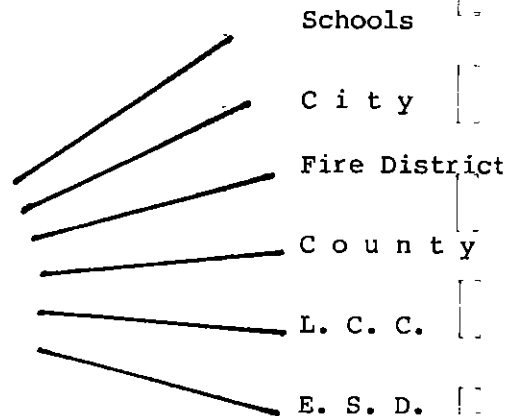 Schools
C i t y
Fire District
C o u n t y
L. C. C.
E. S. D.